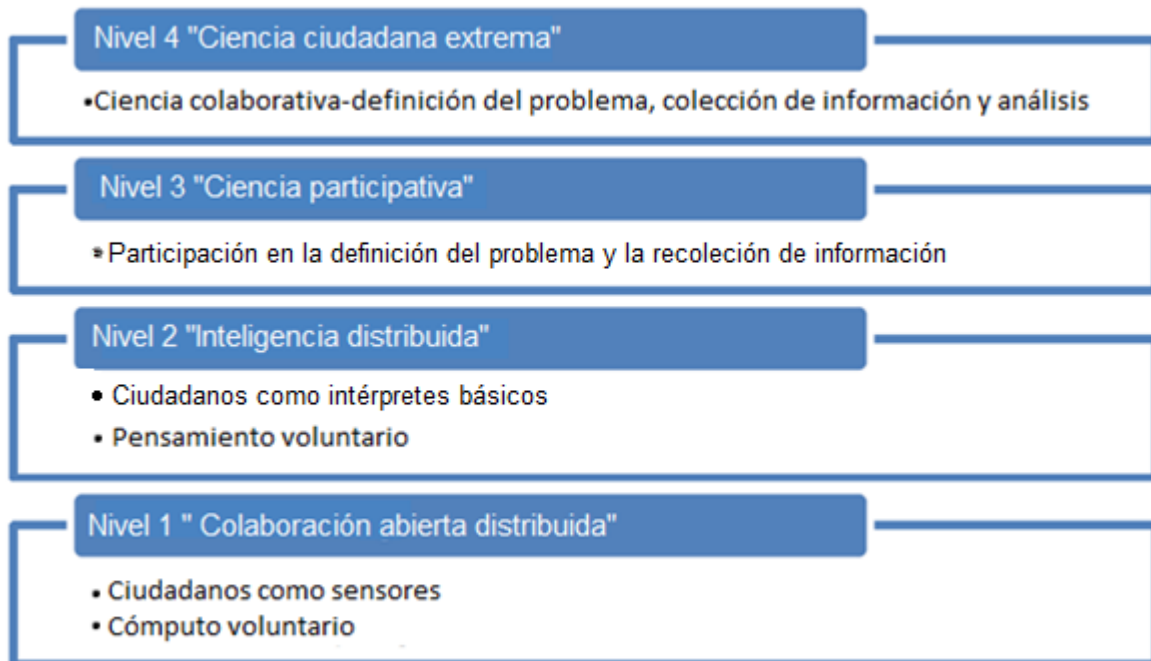 Nivel 4 "Ciencia ciudadana extrema"
•Ciencia colaborativa-definición del problema, colección de información y análisis
Nivel 3 "Ciencia participativa"
• Participación en la definición del problema y la recoleción de información
Nivel 2 "Inteligencia distribuida"
• Ciudadanos como intérpretes básicos
• Pensamiento voluntario
Nivel 1 " Colaboración abierta distribuida"
• Ciudadanos como sensores
• Cómputo voluntario